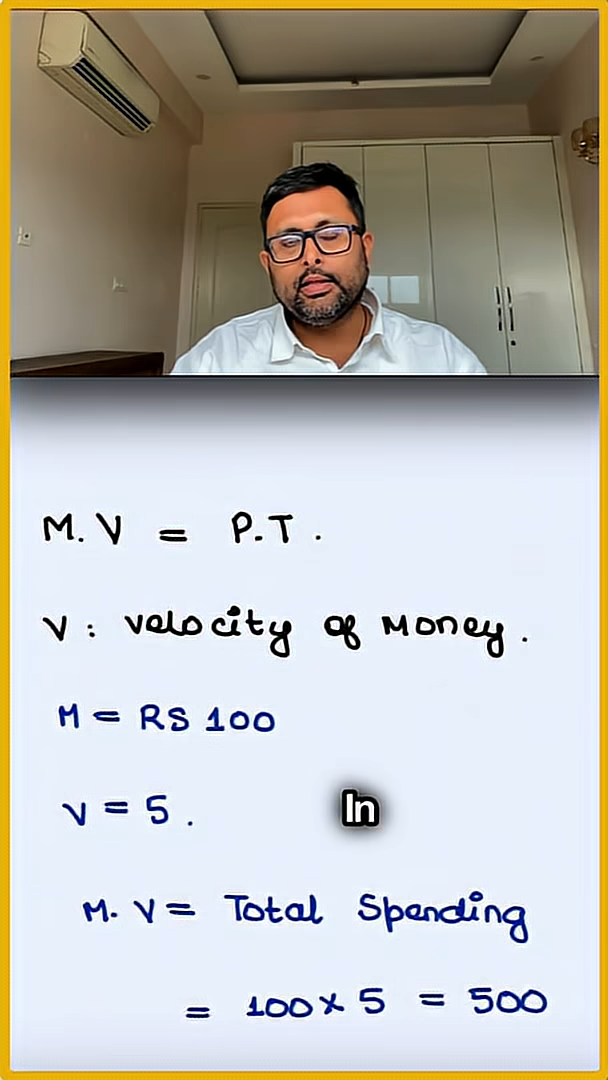 M. V = P.T.
V: velocity of Money.
M = RS 100
V = 5.
In
M. V = Total Spending
= 100 x 5 = 500